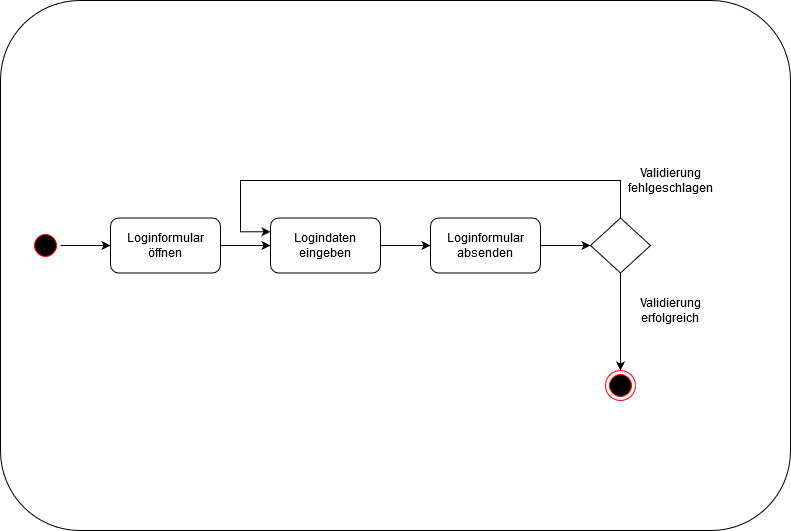 Validierung
fehlgeschlagen
Loginformular
öffnen
Logindaten
eingeben
Loginformular
absenden
Validierung
erfolgreich